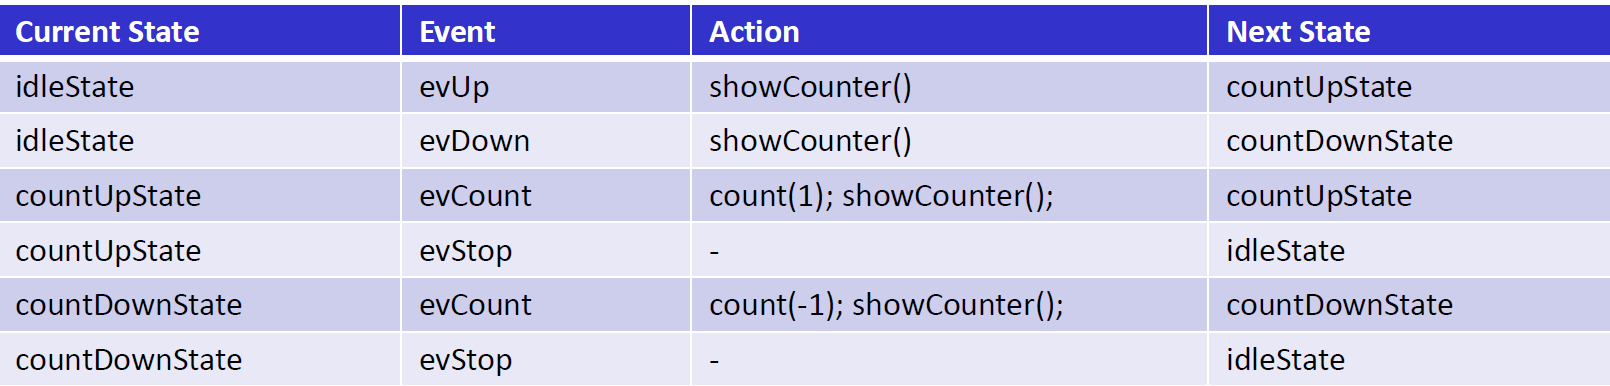 Current State Event Action Next State
idleState evUp showCounter() countUpState
idleState evDown showCounter() countDownState
countUpState evCount count(1); showCounter(); countUpState
countUpState evStop - idleState
countDownState evCount count(-1); showCounter(); countDownState
countDownState evStop - idleState